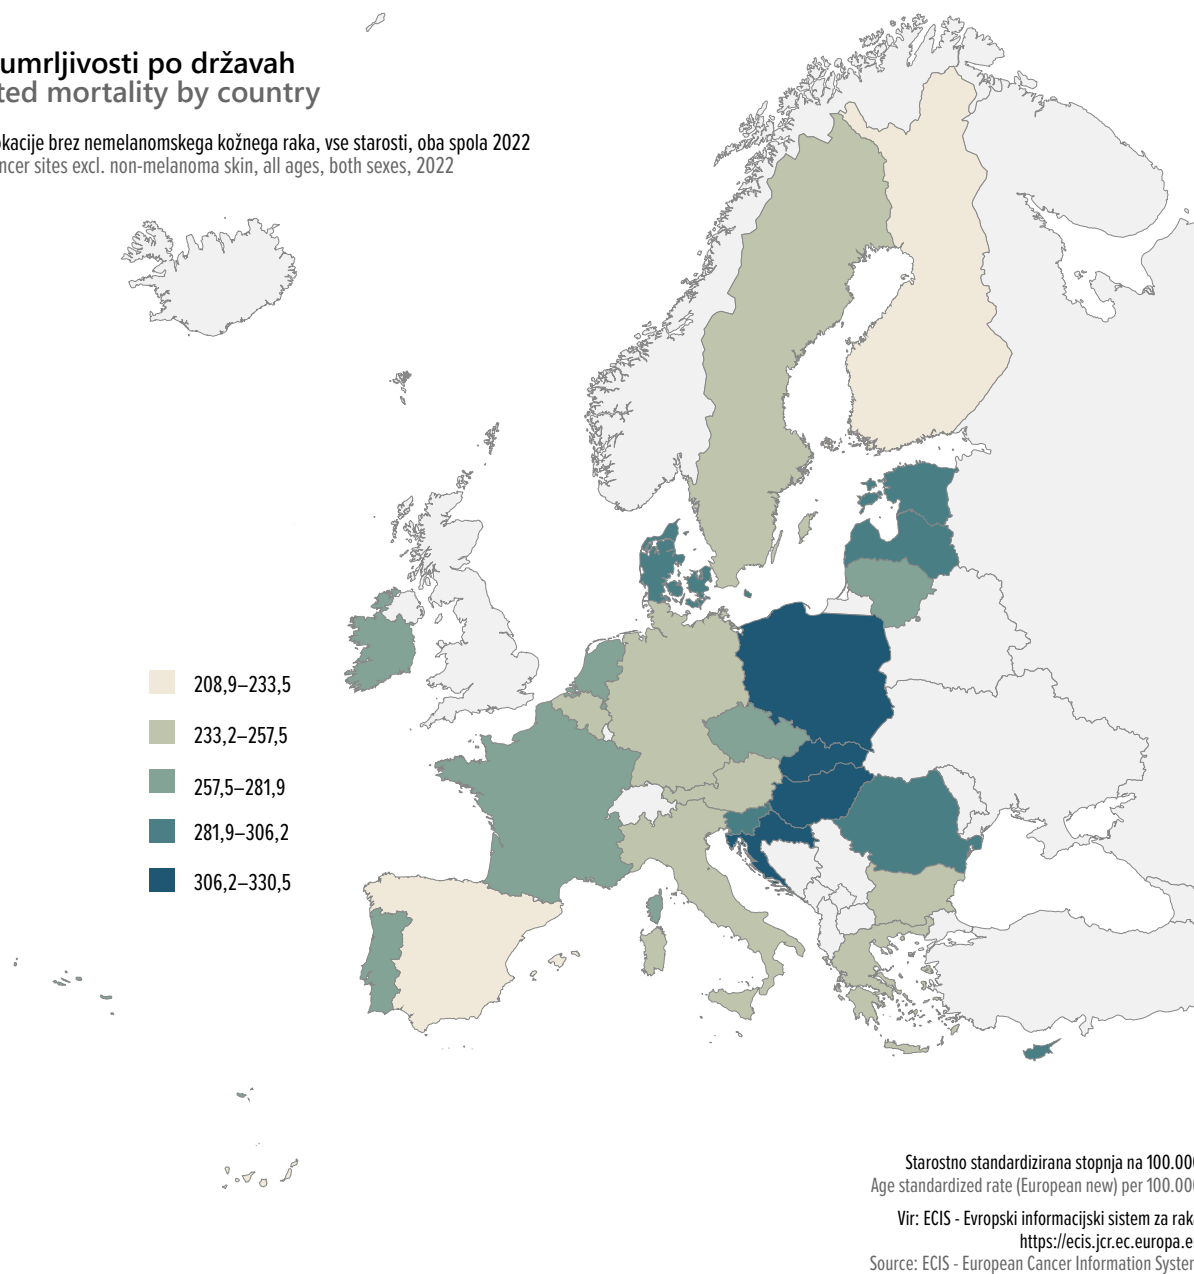 umrljivosti po državah
ted mortality by country
okacije brez nemelanomskega kožnega raka, vse starosti, oba spola 2022
ncer sites excl. non-melanoma skin, all ages, both sexes, 2022
208,9–233,5
233,2–257,5
257,5–281,9
281,9–306,2
306,2–330,5
Starostno standardizirana stopnja na 100.000
Age standardized rate (European new) per 100.000
Vir: ECIS - Evropski informacijski sistem za raka
https://ecis.jcr.ec.europa.e
Source: ECIS - European Cancer Information System